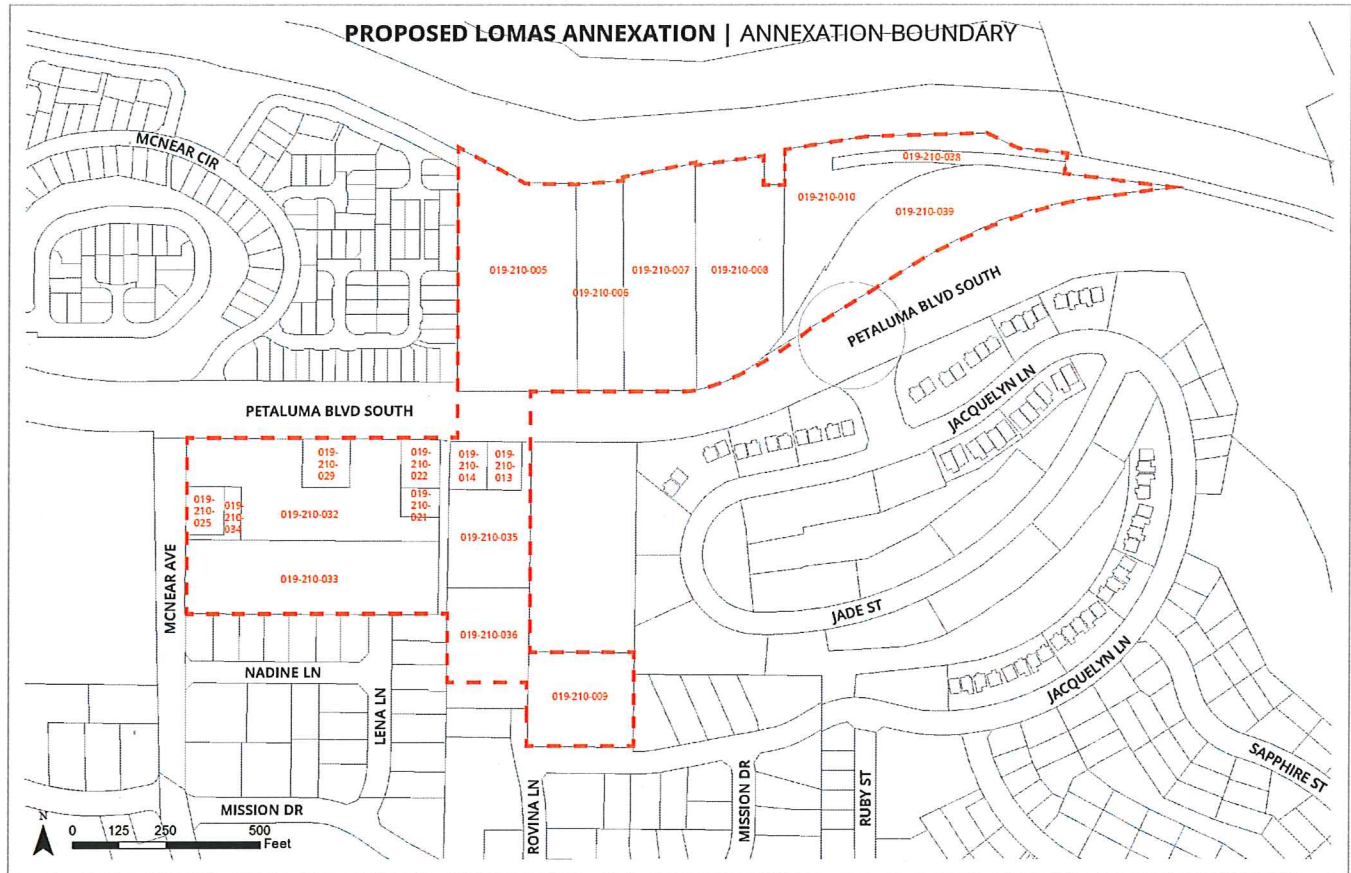 PROPOSED LOMAS ANNEXATION | ANNEXATION BOUNDARY
MCNEAR CIR
019-210-038
019-210-010
019-210-039
019-210-005
019-210-006
019-210-007
019-210-008
PETALUMA BLVD SOUTH
JACQUELYN LN
PETALUMA BLVD SOUTH
019-
210-
029
019-
210-
022
019-
210-
021
019-
210-
014
019-
210-
013
019-
210-
025
019-
210-
034
019-210-032
019-210-035
019-210-033
MCNEAR AVE
JADE ST
019-210-036
NADINE LN
LENA LN
019-210-009
JACQUELYN LN
SAPPHIRE ST
MISSION DR
ROVINA LN
MISSION DR
RUBY ST
N
0 125 250 500
Feet